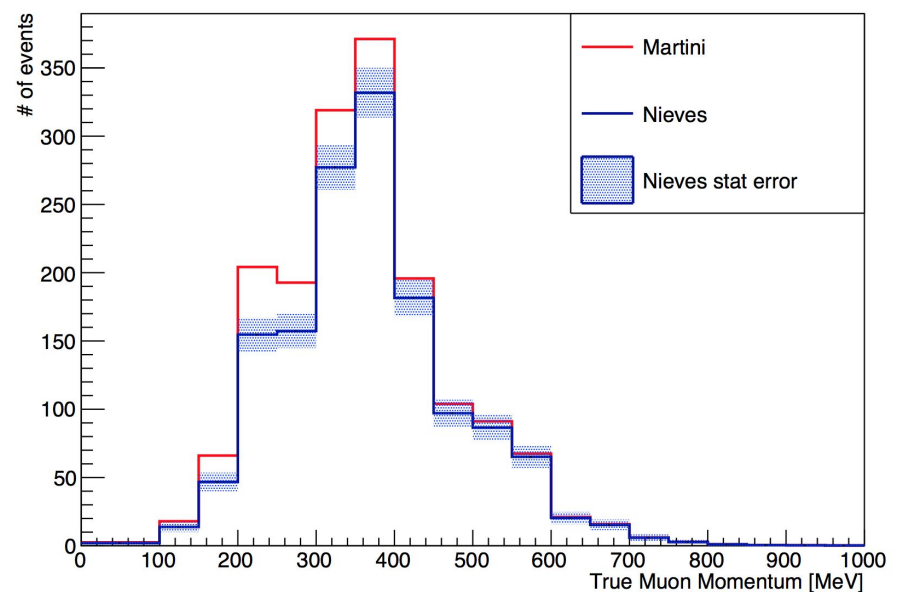 # of events
350
300
250
200
150
100
50
0
0 100 200 300 400 500 600 700 800 900 1000
True Muon Momentum [MeV]
Martini
Nieves
Nieves stat error